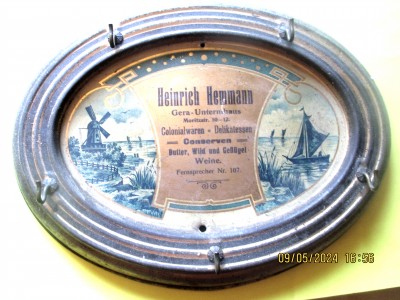 Heinrich Hemmann
Gera-Untermhaus
Colonialwaren • Delikatessen
Conserven
Butter, Wild und Geflügel
Weine.
Fernsprecher Nr. 167.
09/05/2024 16:56